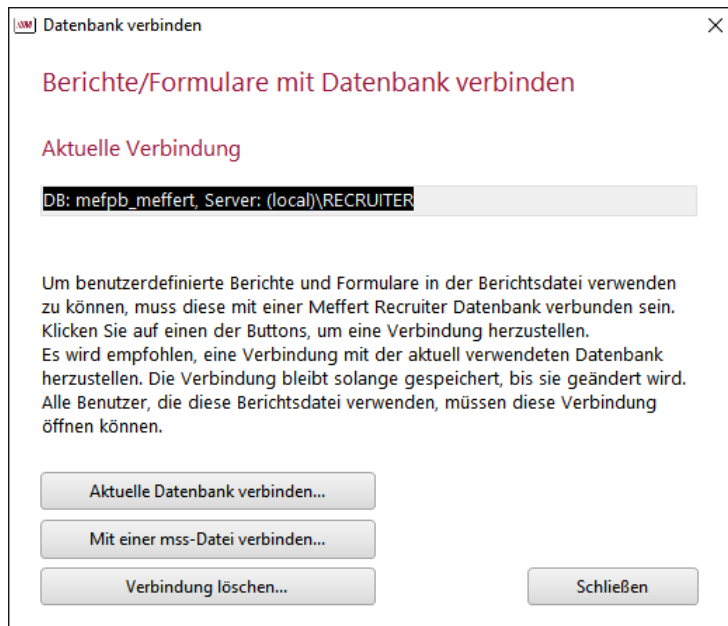 Datenbank verbinden
Berichte/Formulare mit Datenbank verbinden
Aktuelle Verbindung
DB: mefpb_meffert, Server: (local)\RECRUITER
Um benutzerdefinierte Berichte und Formulare in der Berichtsdatei verwenden
zu können, muss diese mit einer Meffert Recruiter Datenbank verbunden sein.
Klicken Sie auf einen der Buttons, um eine Verbindung herzustellen.
Es wird empfohlen, eine Verbindung mit der aktuell verwendeten Datenbank
herzustellen. Die Verbindung bleibt solange gespeichert, bis sie geändert wird.
Alle Benutzer, die diese Berichtsdatei verwenden, müssen diese Verbindung
öffnen können.
Aktuelle Datenbank verbinden...
Mit einer mss-Datei verbinden...
Verbindung löschen...
Schließen